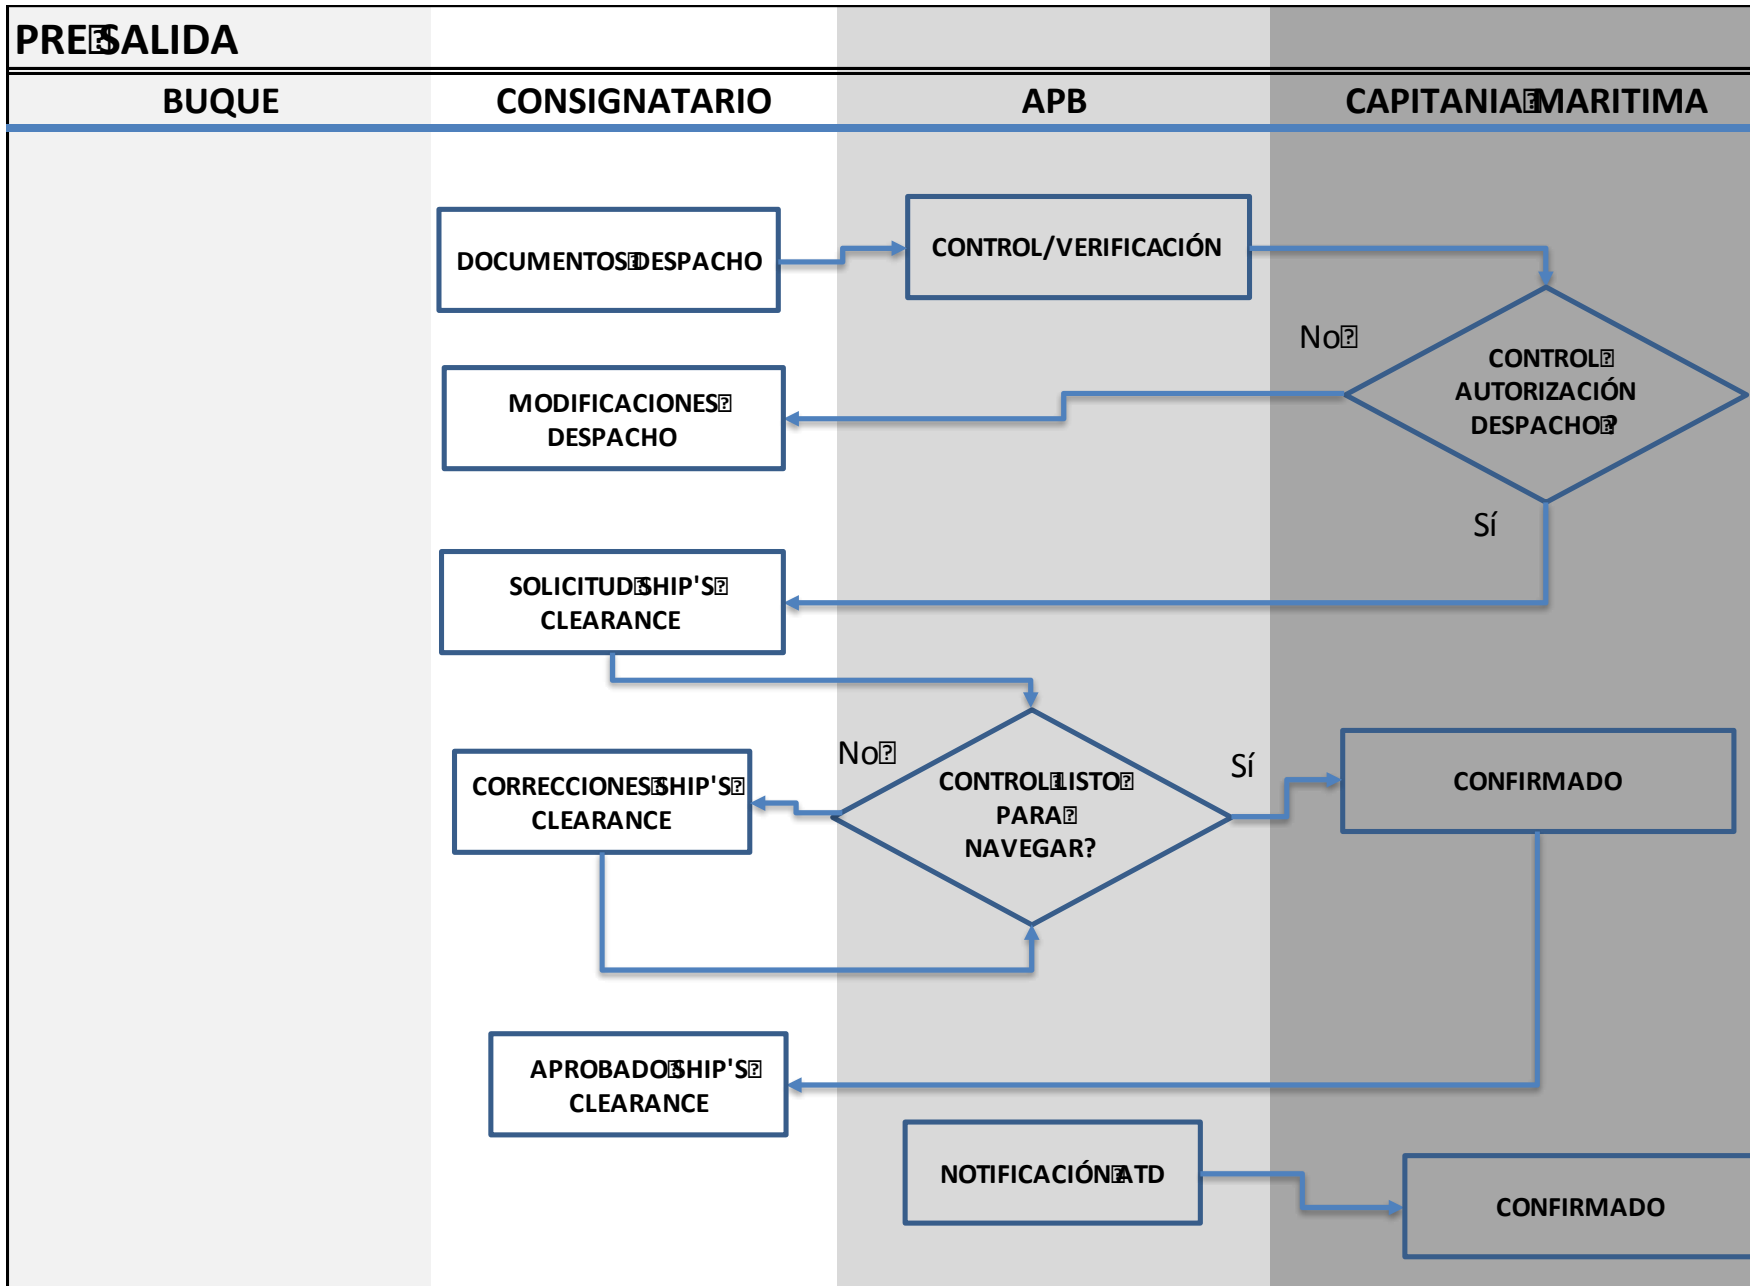 PRE SALIDA
BUQUE CONSIGNATARIO APB CAPITANIA MARITIMA
DOCUMENTOS DESPACHO
CONTROL/VERIFICACIÓN
No
CONTROL
AUTORIZACIÓN
DESPACHO ?
MODIFICACIONES
DESPACHO
Sí
SOLICITUD SHIP'S
CLEARANCE
No
CONTROL LISTO
PARA
NAVEGAR?
Sí
CORRECCIONES SHIP'S
CLEARANCE
CONFIRMADO
APROBADO SHIP'S
CLEARANCE
NOTIFICACIÓN ATD
CONFIRMADO